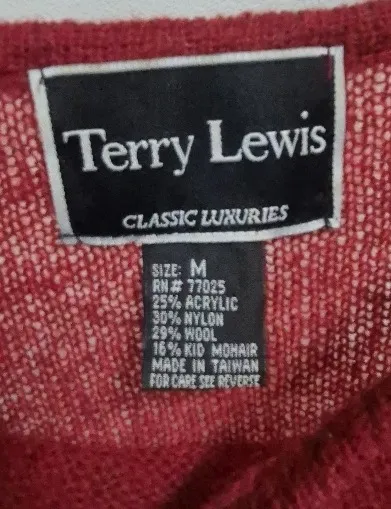 Terry Lewis
CLASSIC LUXURIES
SIZE: M
RN# 77025
25% ACRYLIC
30% NYLON
29% WOOL
16% KID MOHAIR
MADE IN TAIWAN
FOR CARE SEE REVERSE